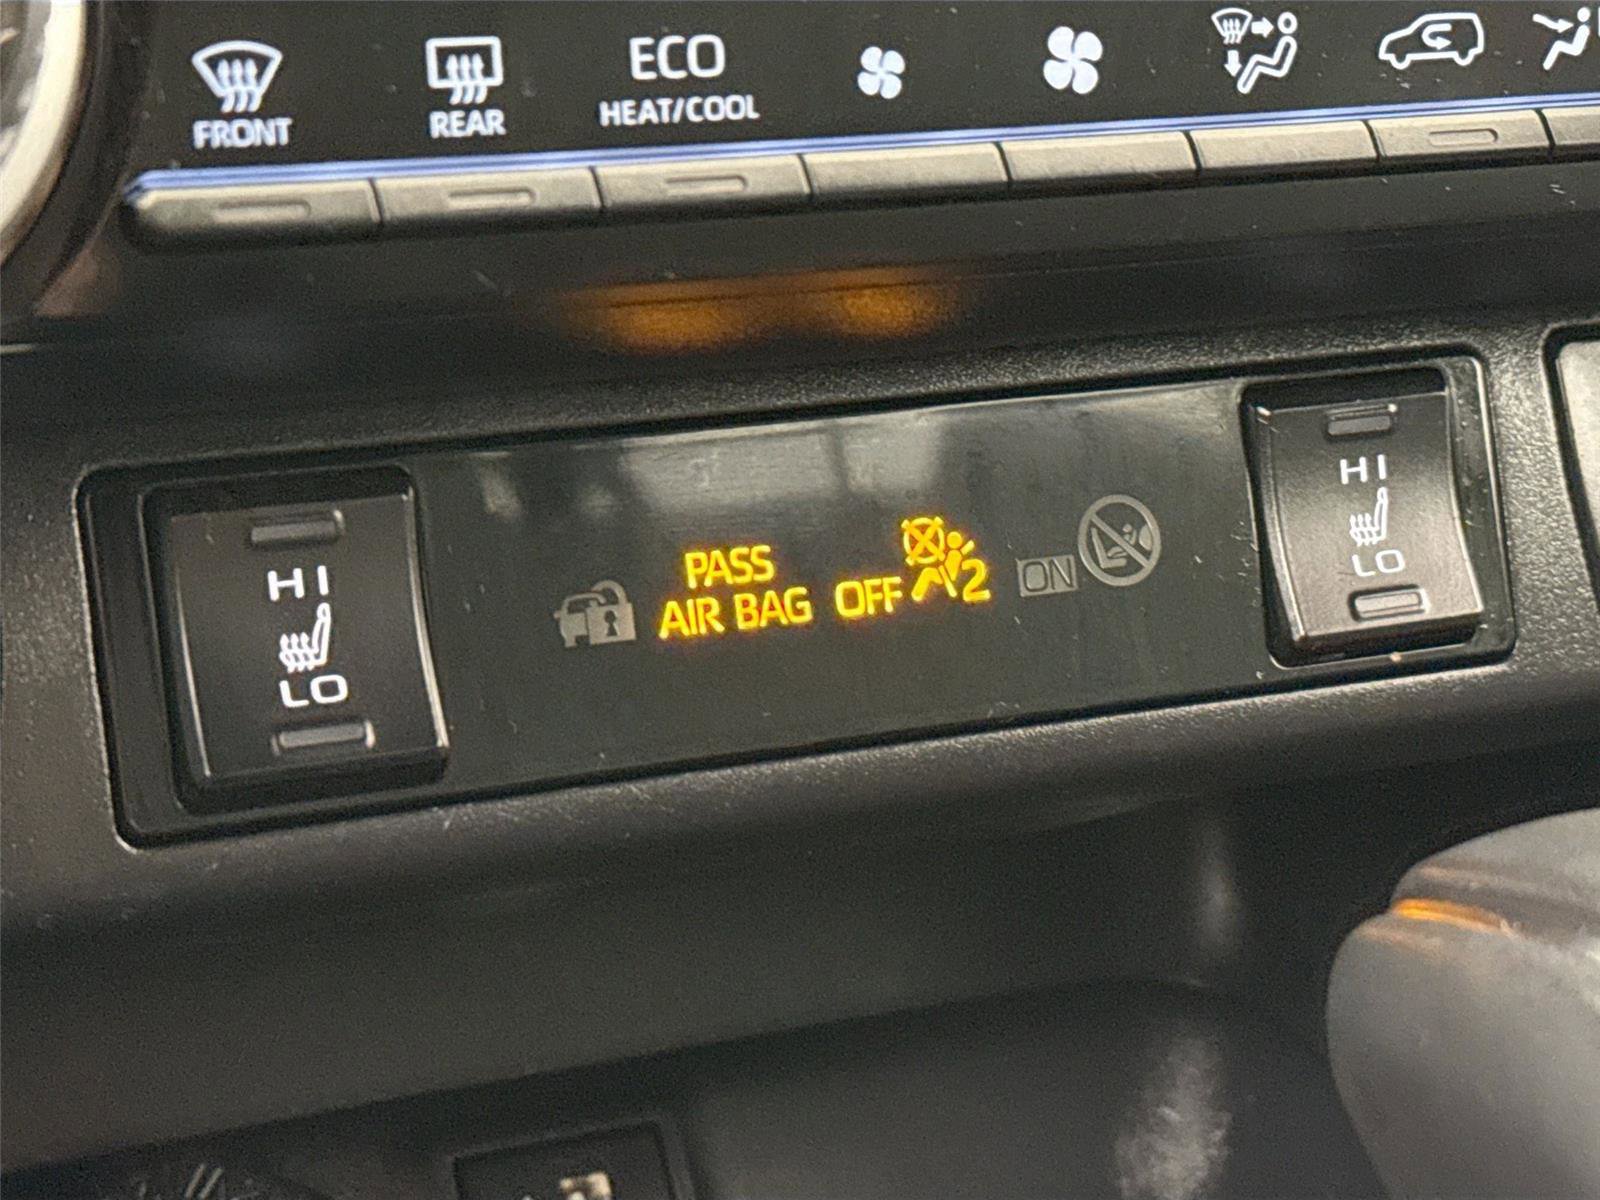 FRONT
REAR
ECO
HEAT/COOL
HI
LO
PASS
AIR BAG OFF 2
ON
HI
LO